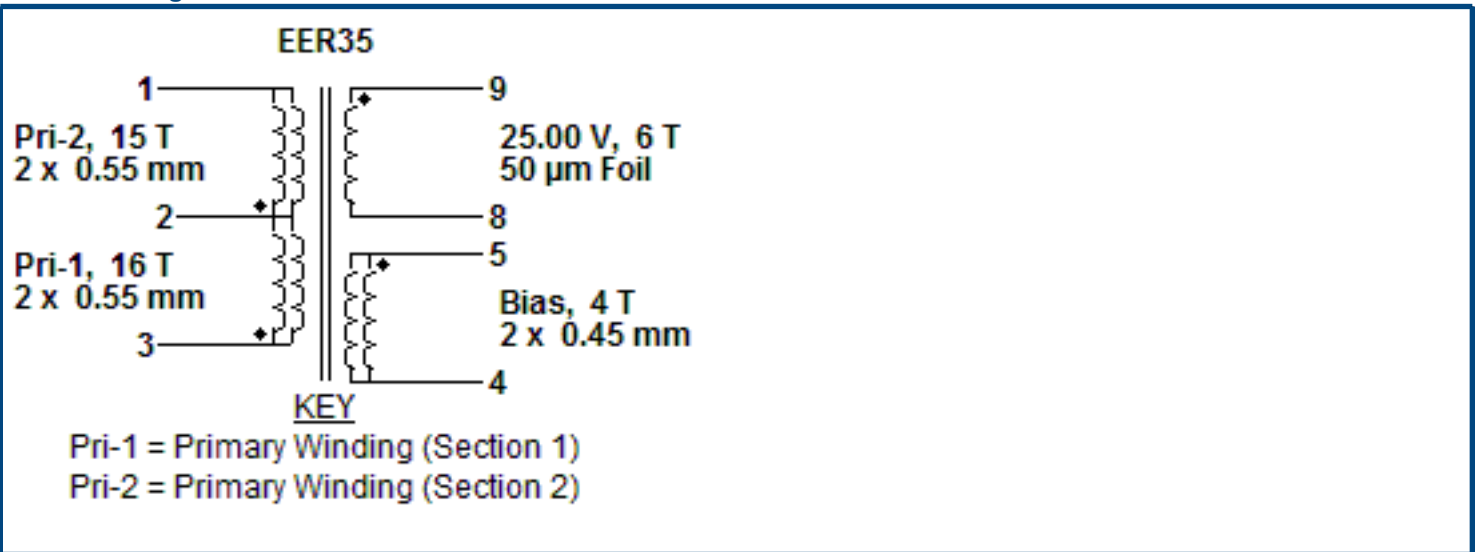 EER35
1
9
Pri-2, 15 T
2 x 0.55 mm
25.00 V, 6 T
50 µm Foil
2
8
5
Pri-1, 16 T
2 x 0.55 mm
Bias, 4 T
2 x 0.45 mm
3
4
KEY
Pri-1 = Primary Winding (Section 1)
Pri-2 = Primary Winding (Section 2)